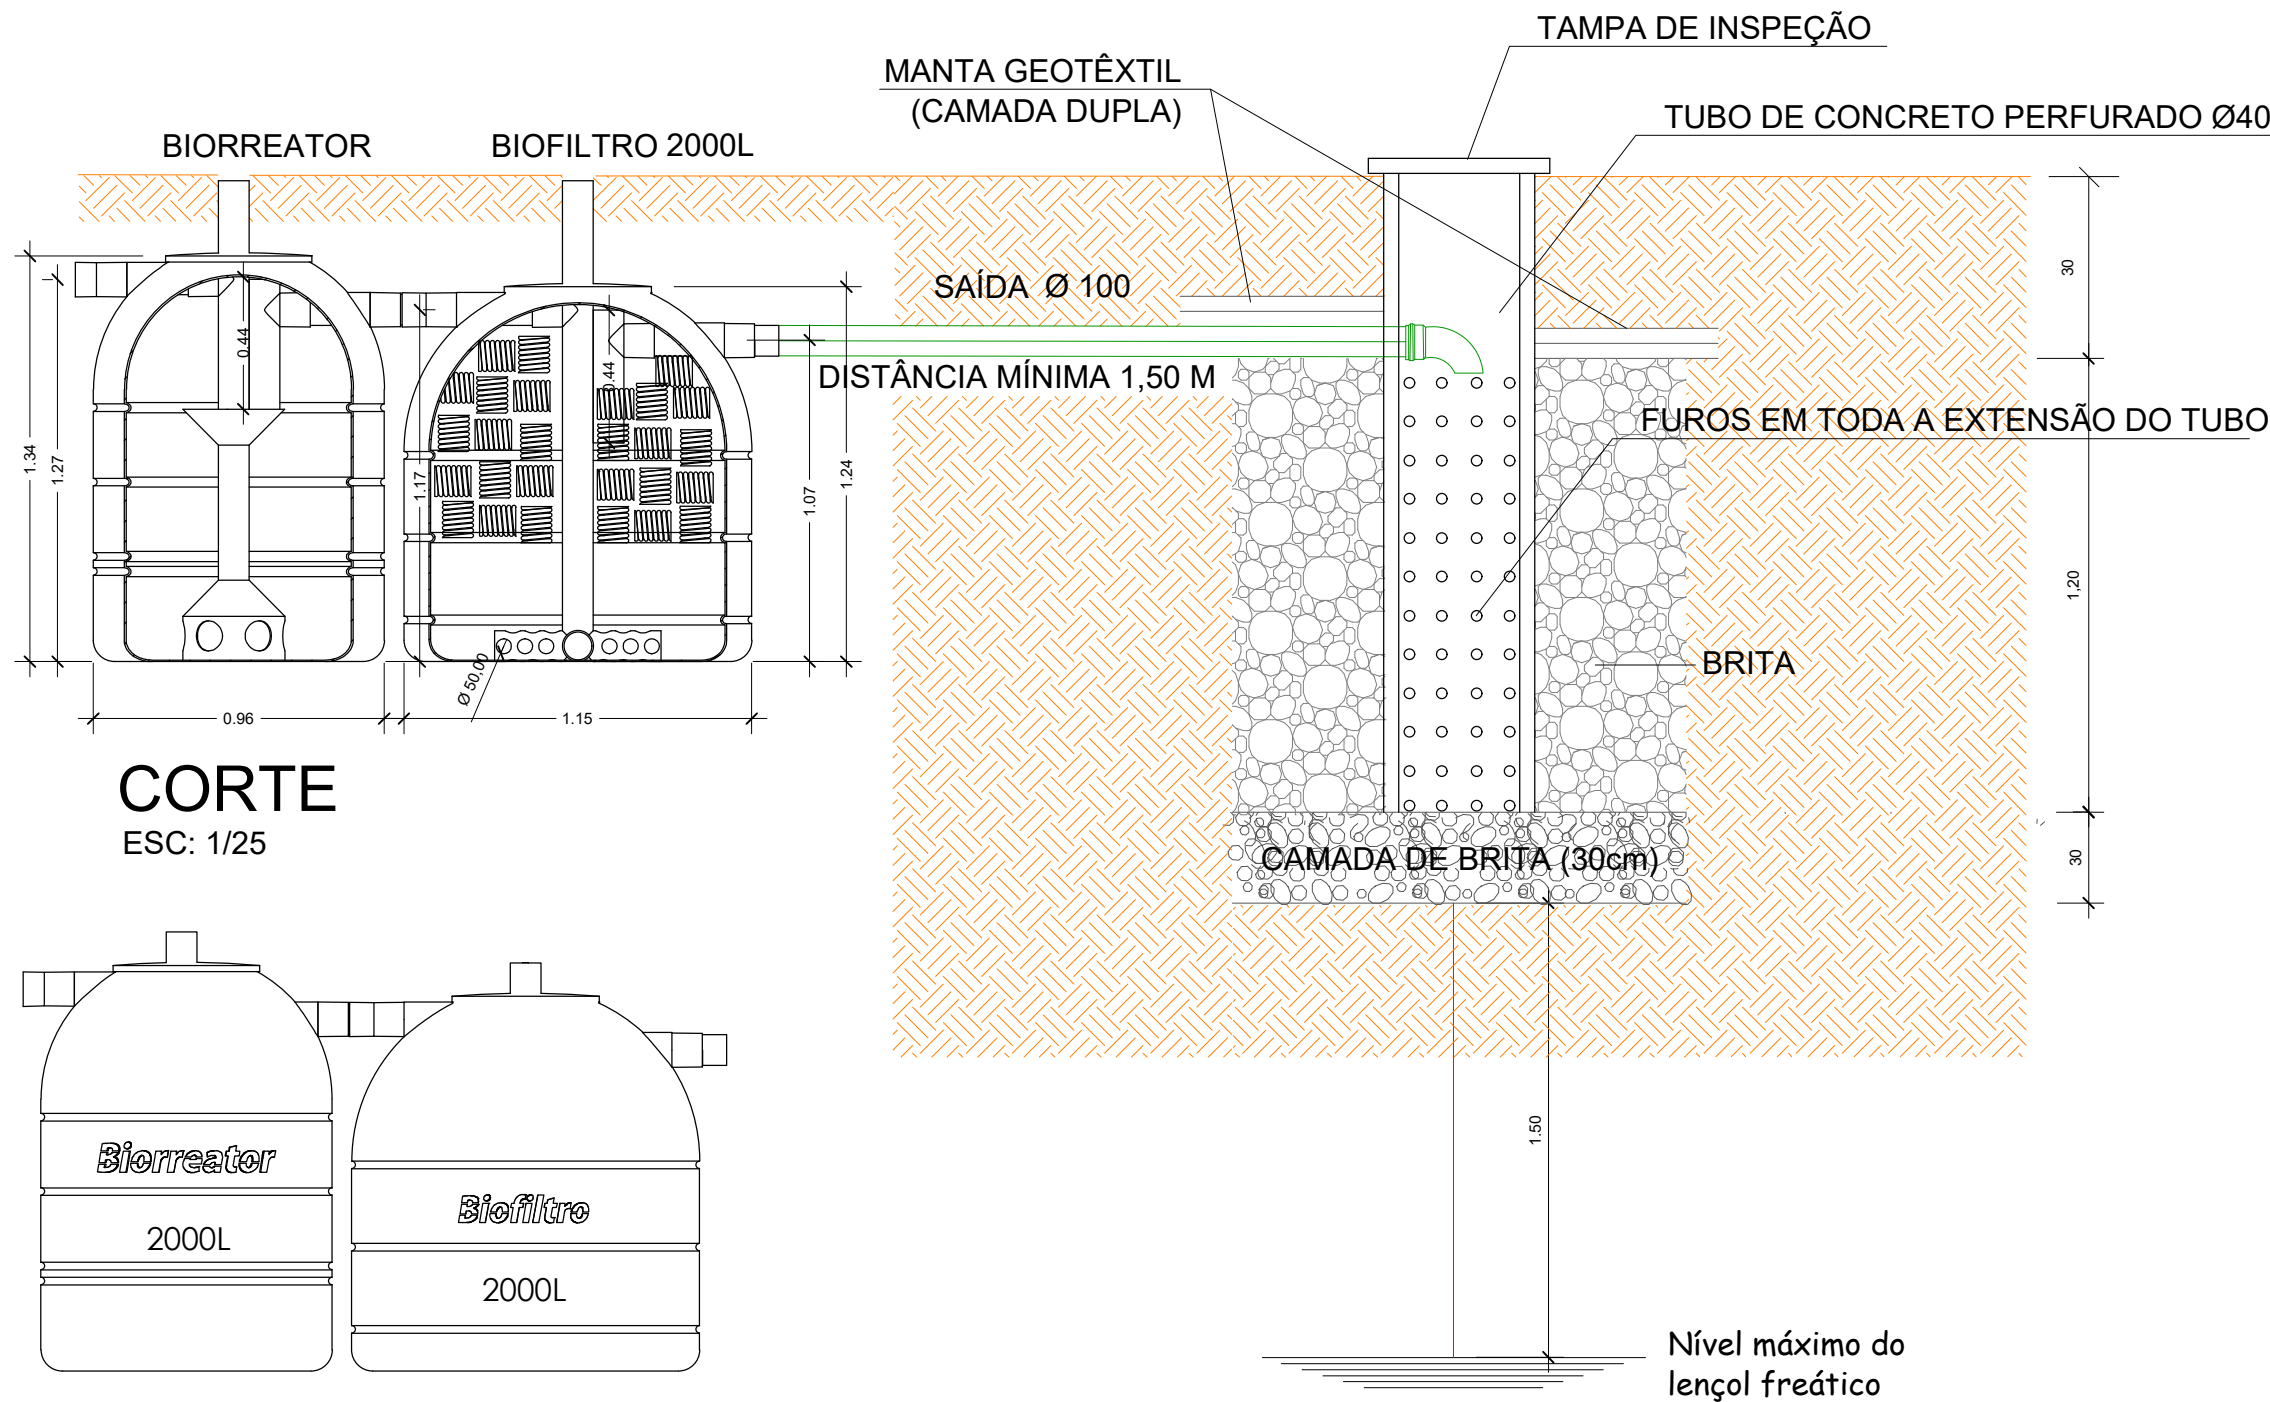 TAMPA DE INSPEÇÃO
MANTA GEOTÊXTIL
(CAMADA DUPLA)
TUBO DE CONCRETO PERFURADO Ø40
BIORREATOR
BIOFILTRO 2000L
SAÍDA Ø 100
DISTÂNCIA MÍNIMA 1,50 M
FUROS EM TODA A EXTENSÃO DO TUBO
BRITA
CAMADA DE BRITA (30cm)
1.34
1.27
0.44
1.17
0.44
1.07
1.24
Ø 50,00
0.96
1.15
30
1,20
30
1.50
CORTE
ESC: 1/25
Biorreator
2000L
Biofiltro
2000L
Nível máximo do
lençol freático